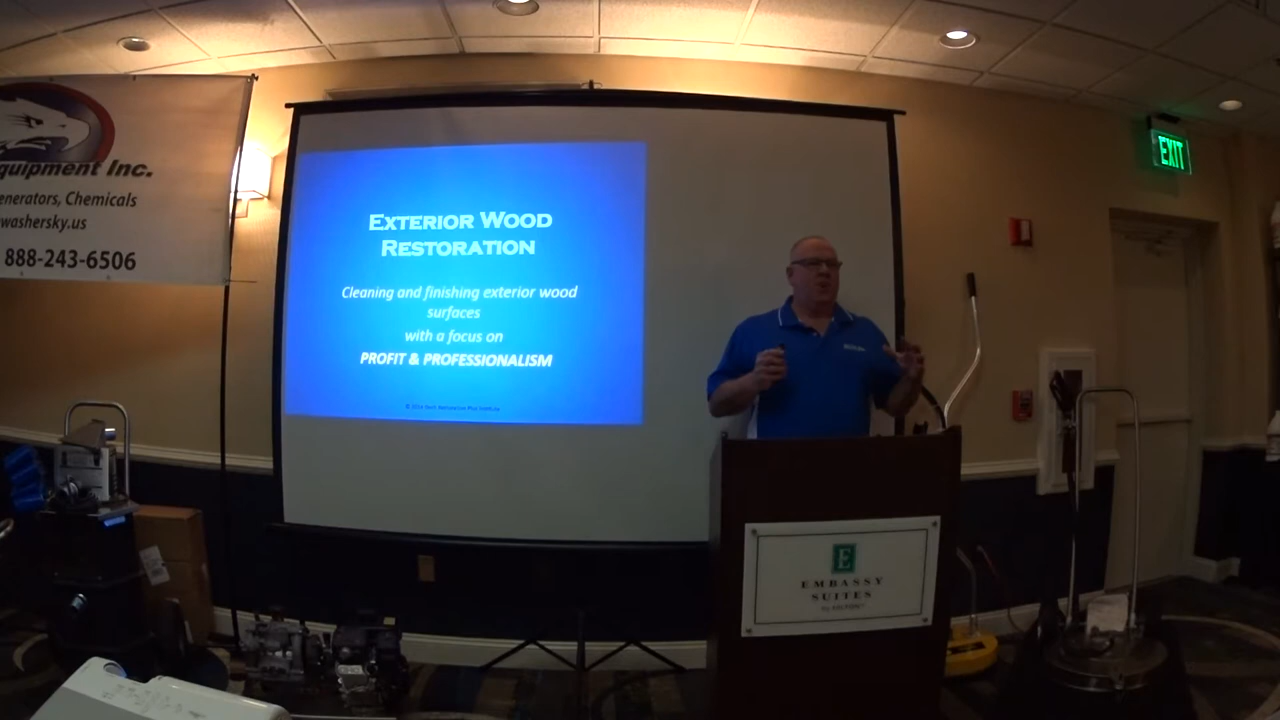 quipment Inc.
enerators, Chemicals
washersky.us
888-243-6506
EXTERIOR WOOD
RESTORATION
Cleaning and finishing exterior wood
surfaces
with a focus on
PROFIT & PROFESSIONALISM
EXIT
E
EMBASSY
SUITES